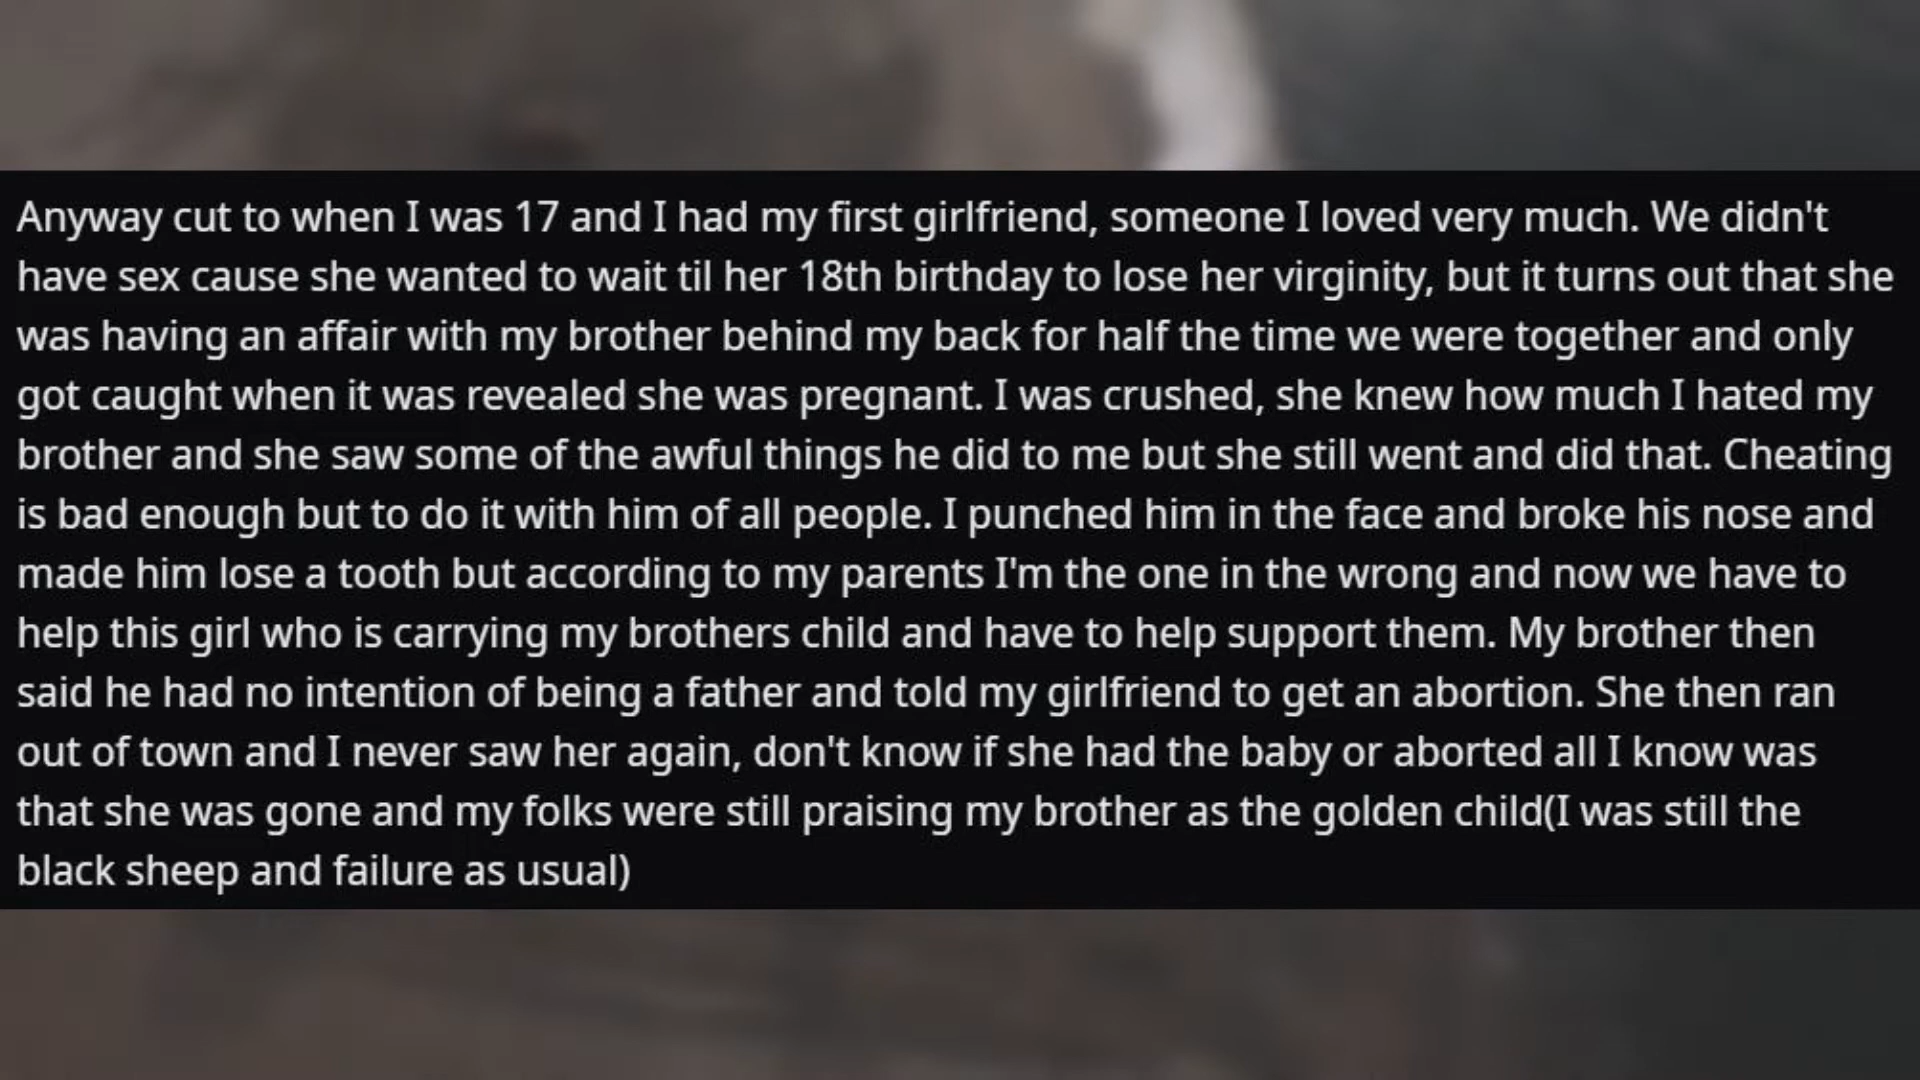 Anyway cut to when I was 17 and I had my first girlfriend, someone I loved very much. We didn't
have sex cause she wanted to wait til her 18th birthday to lose her virginity, but it turns out that she
was having an affair with my brother behind my back for half the time we were together and only
got caught when it was revealed she was pregnant. I was crushed, she knew how much I hated my
brother and she saw some of the awful things he did to me but she still went and did that. Cheating
is bad enough but to do it with him of all people. I punched him in the face and broke his nose and
made him lose a tooth but according to my parents I'm the one in the wrong and now we have to
help this girl who is carrying my brothers child and have to help support them. My brother then
said he had no intention of being a father and told my girlfriend to get an abortion. She then ran
out of town and I never saw her again, don't know if she had the baby or aborted all I know was
that she was gone and my folks were still praising my brother as the golden child(I was still the
black sheep and failure as usual)